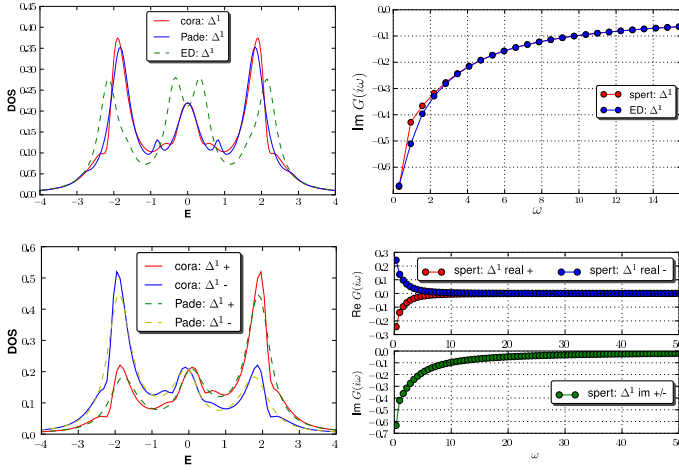 0.45
0.40
0.35
0.30
0.25
0.20
0.15
0.10
0.05
0.00
DOS
−4 −3 −2 −1 0 1 2 3 4
E
cora: Δ¹
Pade: Δ¹
ED: Δ¹
−0.1
−0.2
−0.3
−0.4
−0.5
−0.6
Im G(iω)
0 2 4 6 8 10 12 14
ω
spert: Δ¹
ED: Δ¹
0.6
0.5
0.4
0.3
0.2
0.1
0.0
DOS
−4 −3 −2 −1 0 1 2 3 4
E
cora: Δ¹ +
cora: Δ¹ -
Pade: Δ¹ +
Pade: Δ¹ -
0.3
0.2
0.1
0.0
−0.1
−0.2
−0.3
Re G(iω)
0 10 20 30 40 50
spert: Δ¹ real + spert: Δ¹ real -
0.0
−0.1
−0.2
−0.3
−0.4
−0.5
−0.6
−0.7
Im G(iω)
0 10 20 30 40 50
ω
spert: Δ¹ im +/-